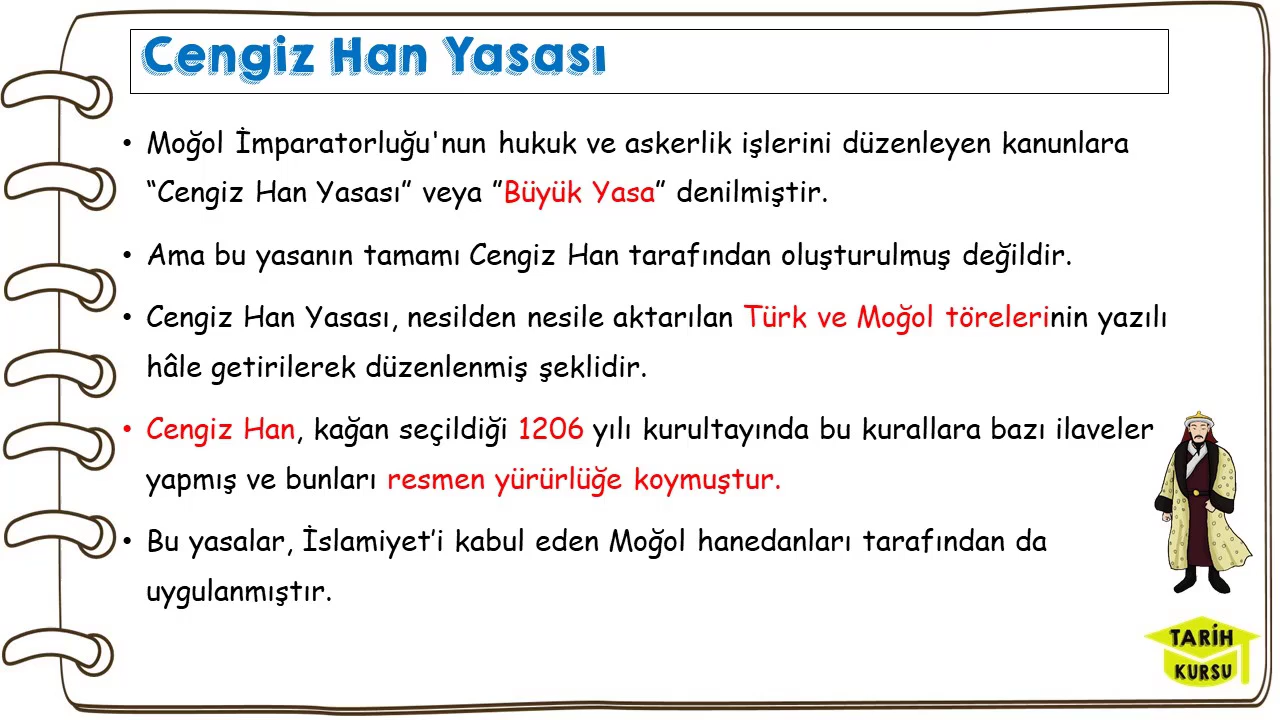 Cengiz Han Yasası
• Moğol İmparatorluğu'nun hukuk ve askerlik işlerini düzenleyen kanunlara
“Cengiz Han Yasası” veya ”Büyük Yasa” denilmiştir.
• Ama bu yasanın tamamı Cengiz Han tarafından oluşturulmuş değildir.
• Cengiz Han Yasası, nesilden nesile aktarılan Türk ve Moğol törelerinin yazılı
hâle getirilerek düzenlenmiş şeklidir.
• Cengiz Han, kağan seçildiği 1206 yılı kurultayında bu kurallara bazı ilaveler
yapmış ve bunları resmen yürürlüğe koymuştur.
• Bu yasalar, İslamiyet’i kabul eden Moğol hanedanları tarafından da
uygulanmıştır.
TARİH
KURSU